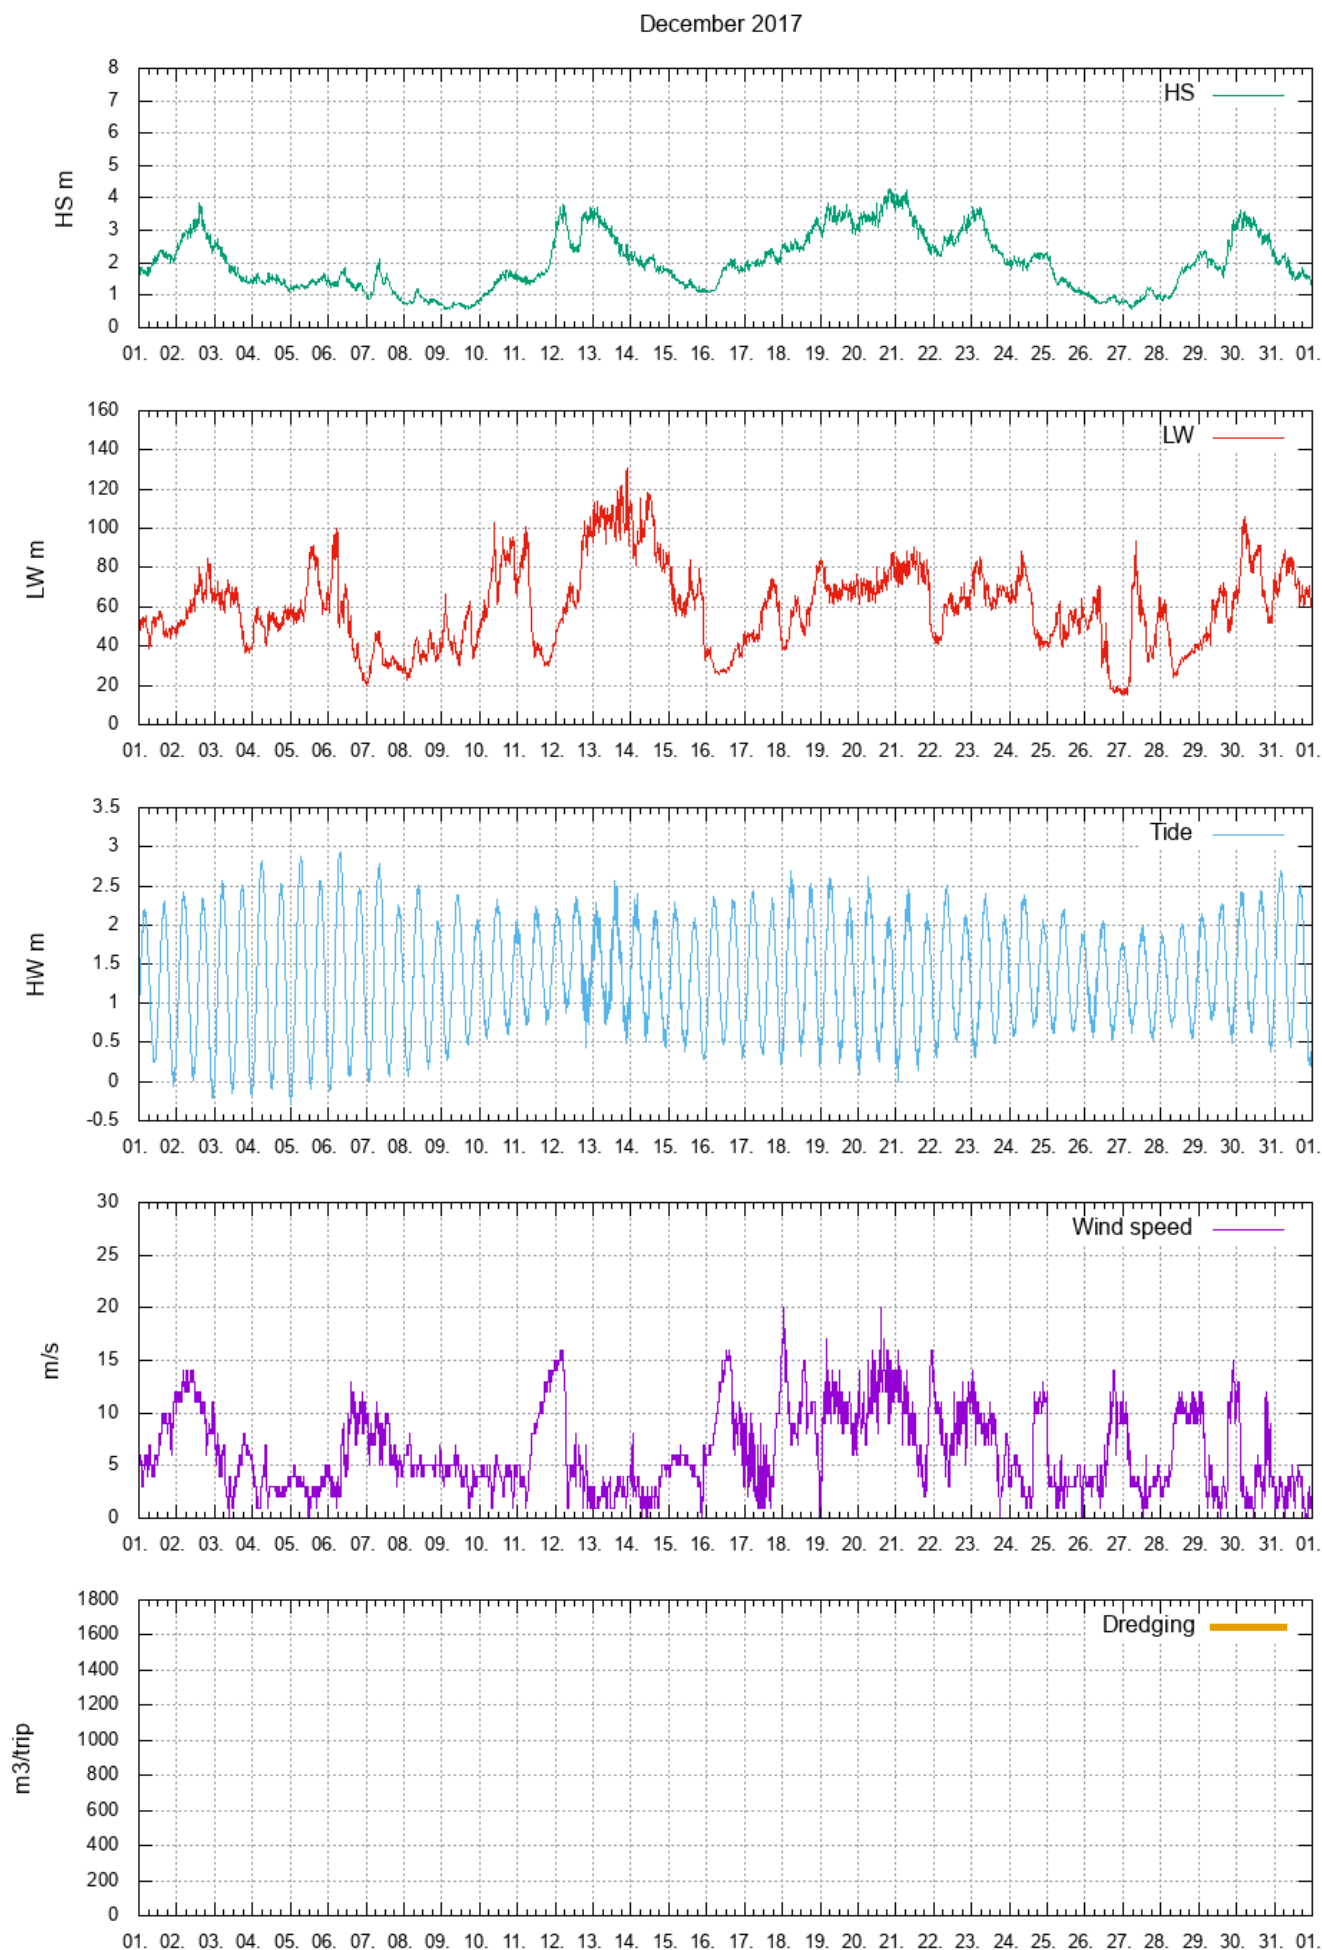 December 2017
8
7
6
5
4
3
2
1
0
HS m
HS
01. 02. 03. 04. 05. 06. 07. 08. 09. 10. 11. 12. 13. 14. 15. 16. 17. 18. 19. 20. 21. 22. 23. 24. 25. 26. 27. 28. 29. 30. 31. 01.
160
140
120
100
80
60
40
20
0
LW m
LW
01. 02. 03. 04. 05. 06. 07. 08. 09. 10. 11. 12. 13. 14. 15. 16. 17. 18. 19. 20. 21. 22. 23. 24. 25. 26. 27. 28. 29. 30. 31. 01.
3.5
3
2.5
2
1.5
1
0.5
0
-0.5
HW m
Tide
01. 02. 03. 04. 05. 06. 07. 08. 09. 10. 11. 12. 13. 14. 15. 16. 17. 18. 19. 20. 21. 22. 23. 24. 25. 26. 27. 28. 29. 30. 31. 01.
30
25
20
15
10
5
0
m/s
Wind speed
01. 02. 03. 04. 05. 06. 07. 08. 09. 10. 11. 12. 13. 14. 15. 16. 17. 18. 19. 20. 21. 22. 23. 24. 25. 26. 27. 28. 29. 30. 31. 01.
1800
1600
1400
1200
1000
800
600
400
200
0
m3/trip
Dredging
01. 02. 03. 04. 05. 06. 07. 08. 09. 10. 11. 12. 13. 14. 15. 16. 17. 18. 19. 20. 21. 22. 23. 24. 25. 26. 27. 28. 29. 30. 31. 01.